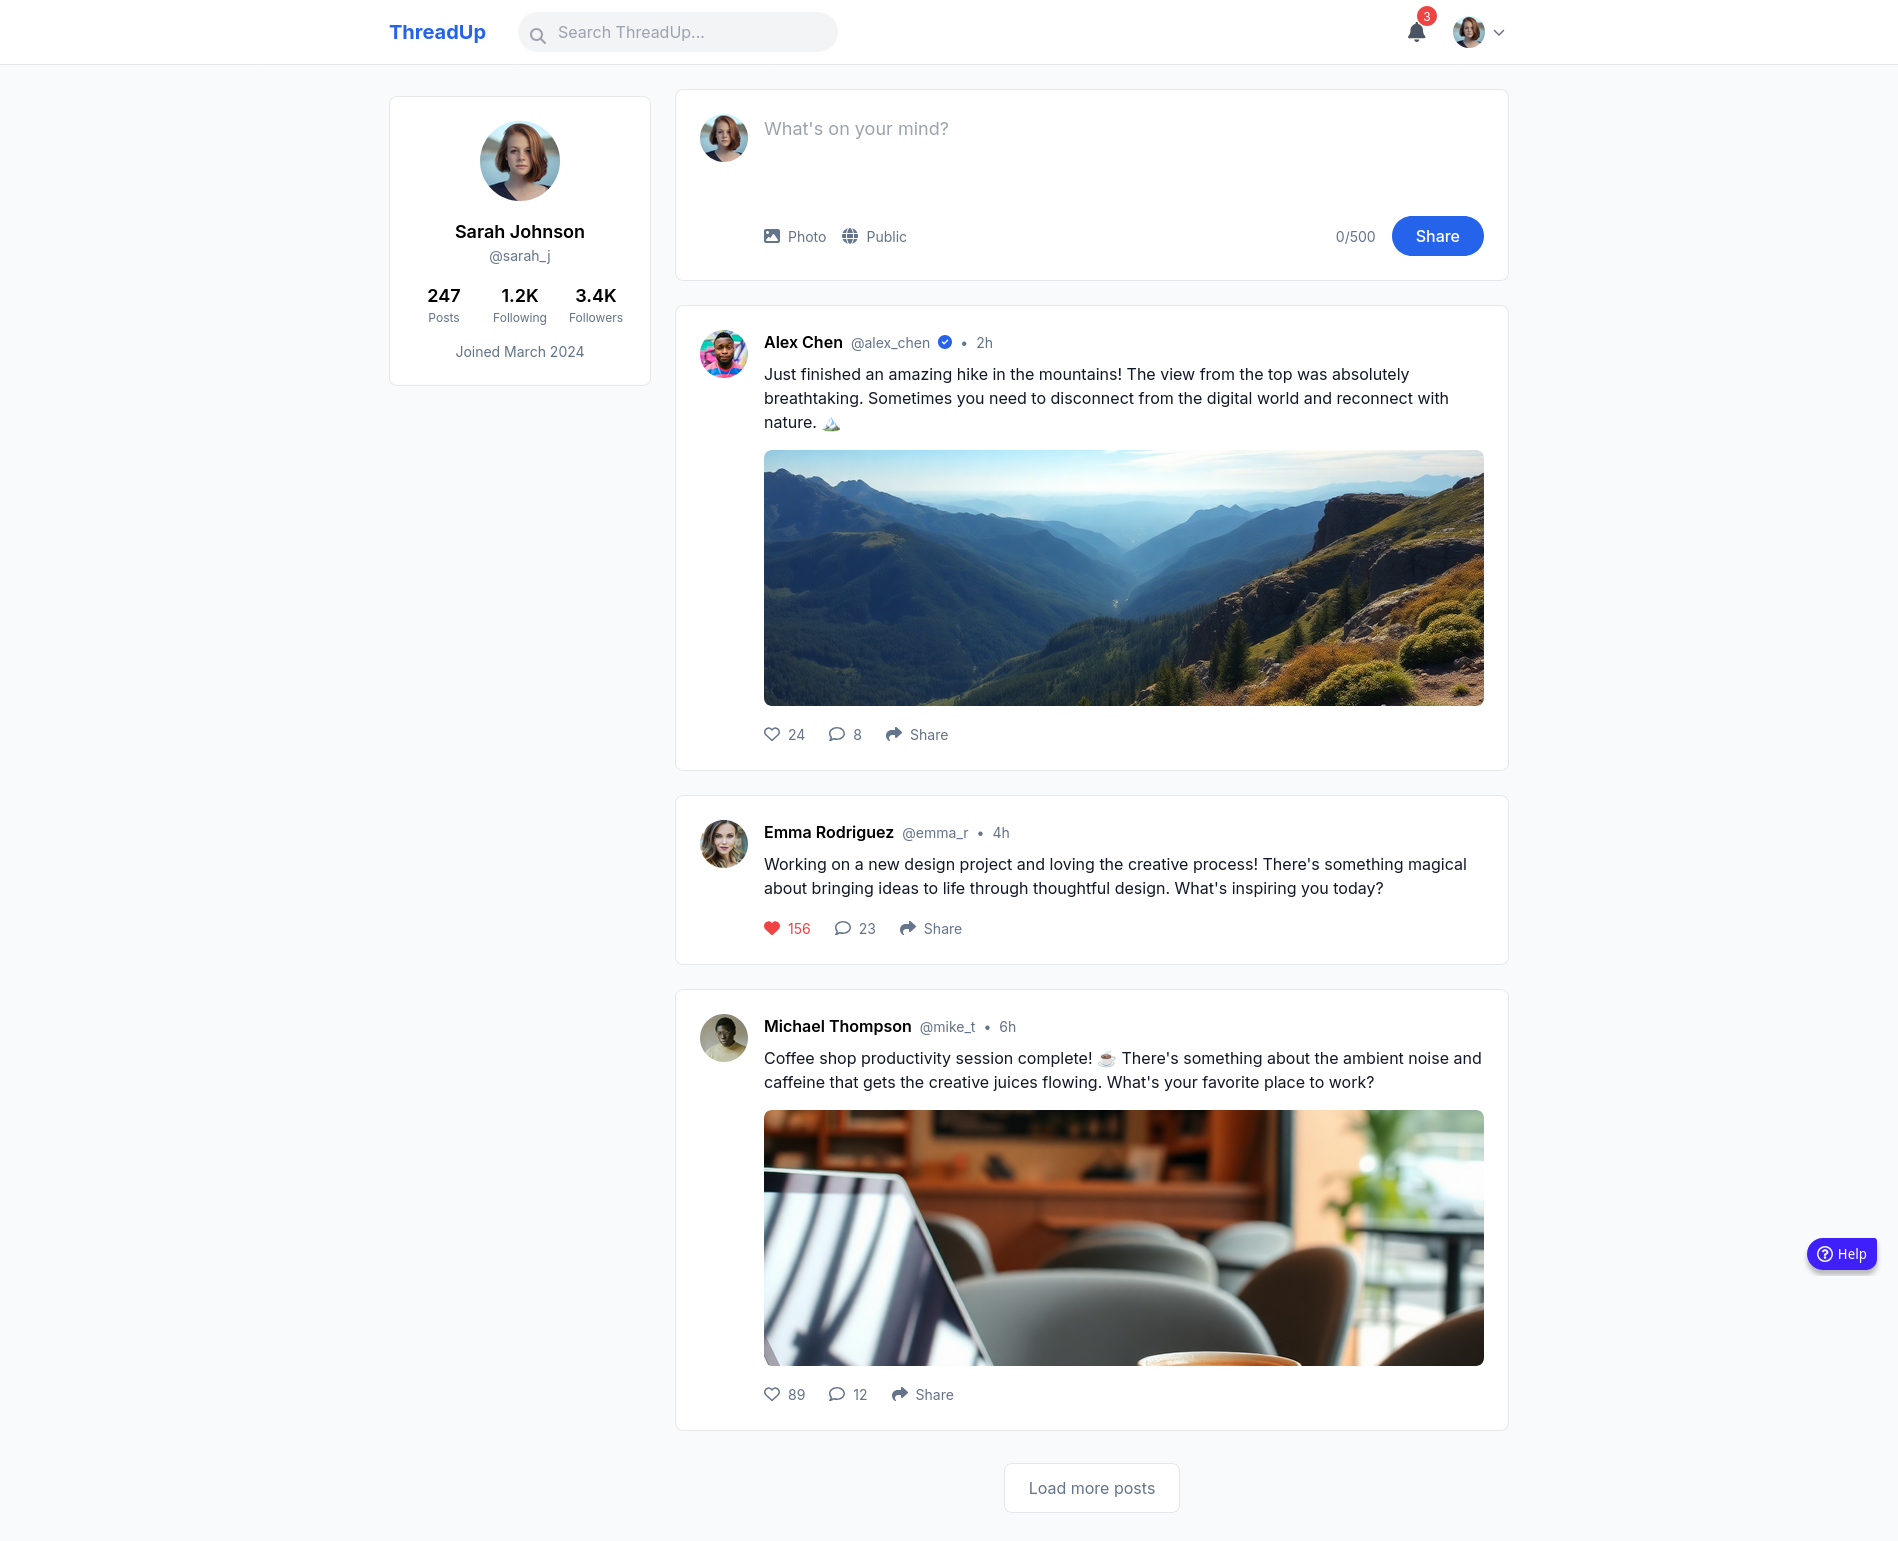 ThreadUp
Search ThreadUp...
3
Sarah Johnson
@sarah_j
247 1.2K 3.4K
Posts Following Followers
Joined March 2024
What's on your mind?
Photo Public 0/500 Share
Alex Chen @alex_chen • 2h
Just finished an amazing hike in the mountains! The view from the top was absolutely
breathtaking. Sometimes you need to disconnect from the digital world and reconnect with
nature. 🏔️
24 8 Share
Emma Rodriguez @emma_r • 4h
Working on a new design project and loving the creative process! There's something magical
about bringing ideas to life through thoughtful design. What's inspiring you today?
156 23 Share
Michael Thompson @mike_t • 6h
Coffee shop productivity session complete! ☕ There's something about the ambient noise and
caffeine that gets the creative juices flowing. What's your favorite place to work?
89 12 Share
Help
Load more posts